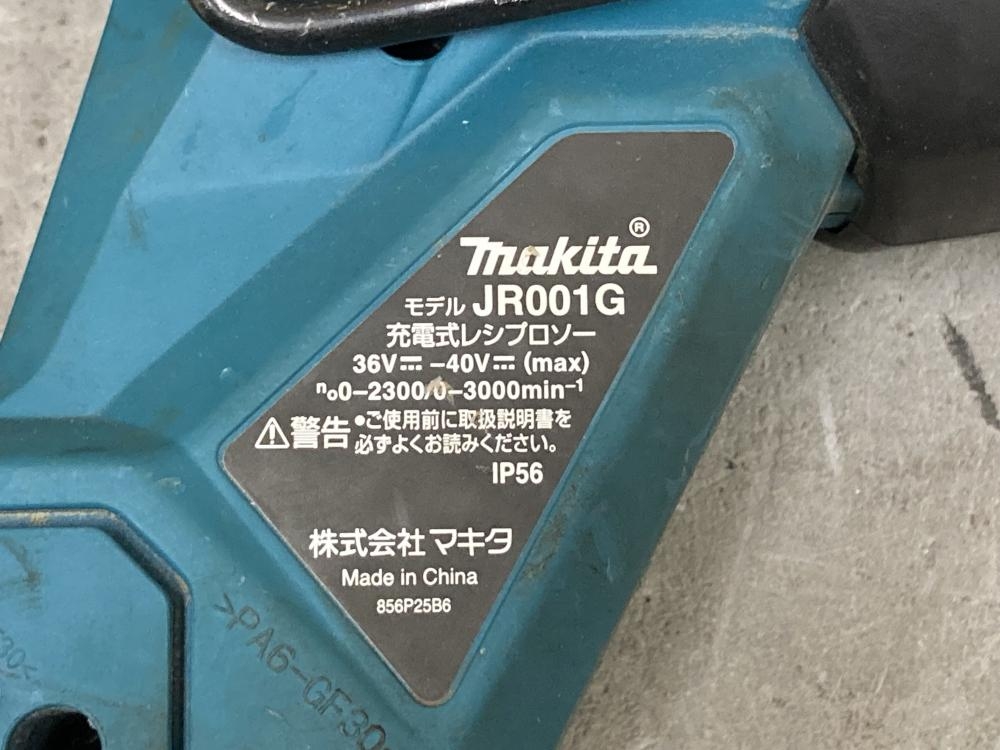 makita®
モデル JR001G
充電式レシプロソー
36V⎓ –40V⎓ (max)
n₀0–2300/0–3000min⁻¹
⚠警告 •ご使用前に取扱説明書を
必ずよくお読みください。
IP56
株式会社 マキタ
Made in China
856P25B6
>PA6-GF30<
30<